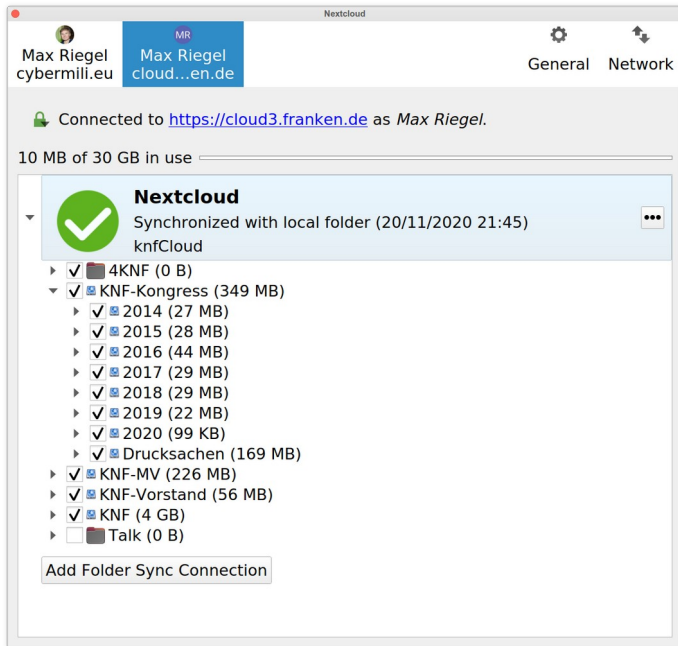 Nextcloud
Max Riegel
cybermili.eu
MR
Max Riegel
cloud...en.de
General
Network
Connected to https://cloud3.franken.de as Max Riegel.
10 MB of 30 GB in use
Nextcloud
Synchronized with local folder (20/11/2020 21:45)
knfCloud
4KNF (0 B)
KNF-Kongress (349 MB)
2014 (27 MB)
2015 (28 MB)
2016 (44 MB)
2017 (29 MB)
2018 (29 MB)
2019 (22 MB)
2020 (99 KB)
Drucksachen (169 MB)
KNF-MV (226 MB)
KNF-Vorstand (56 MB)
KNF (4 GB)
Talk (0 B)
Add Folder Sync Connection